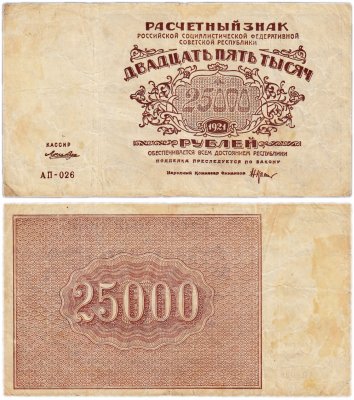 РАСЧЕТНЫЙ ЗНАК
РОССИЙСКОЙ СОЦИАЛИСТИЧЕСКОЙ ФЕДЕРАТИВНОЙ
СОВЕТСКОЙ РЕСПУБЛИКИ
ДВАДЦАТЬ ПЯТЬ ТЫСЯЧ
25000
1921
РУБЛЕЙ
ОБЕСПЕЧИВАЕТСЯ ВСЕМ ДОСТОЯНИЕМ РЕСПУБЛИКИ
ПОДДЕЛКА ПРЕСЛЕДУЕТСЯ ПО ЗАКОНУ
Народный Комиссар Финансов
КАССИР
АП-026
25000